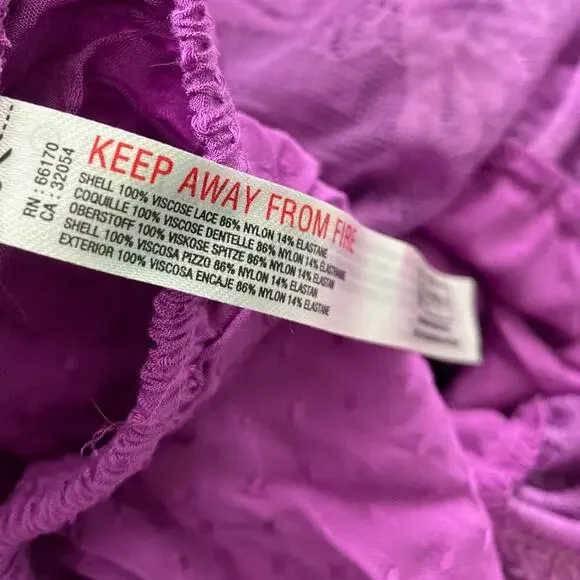 RN : 66170
CA : 32054
KEEP AWAY FROM FIRE
SHELL 100% VISCOSE LACE 86% NYLON 14% ELASTANE
COQUILLE 100% VISCOSE DENTELLE 86% NYLON 14% ELASTANE
OBERSTOFF 100% VISKOSE SPITZE 86% NYLON 14% ELASTAN
SHELL 100% VISCOSA PIZZO 86% NYLON 14% ELASTAN
EXTERIOR 100% VISCOSA ENCAJE 86% NYLON 14% ELASTANE